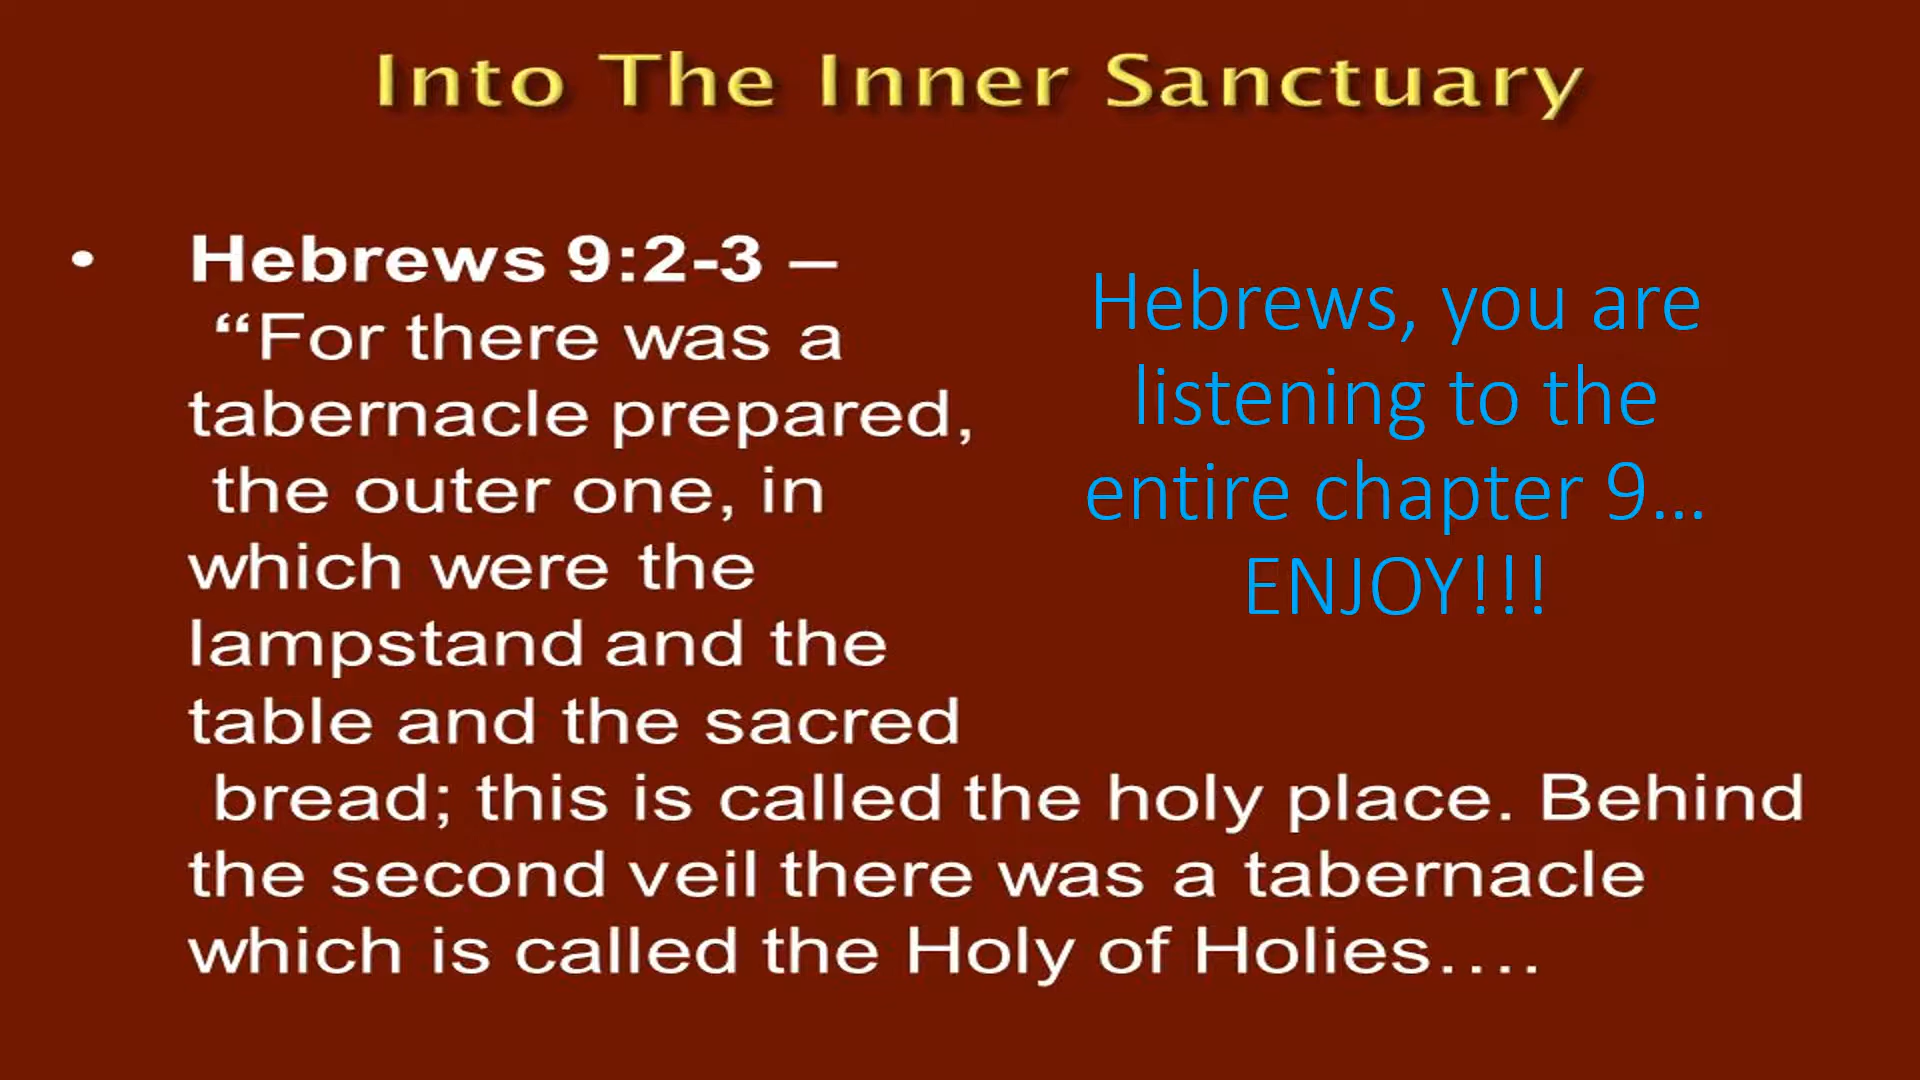 Into The Inner Sanctuary
• Hebrews 9:2-3 –
“For there was a
tabernacle prepared,
the outer one, in
which were the
lampstand and the
table and the sacred
bread; this is called the holy place. Behind
the second veil there was a tabernacle
which is called the Holy of Holies….
Hebrews, you are
listening to the
entire chapter 9...
ENJOY!!!